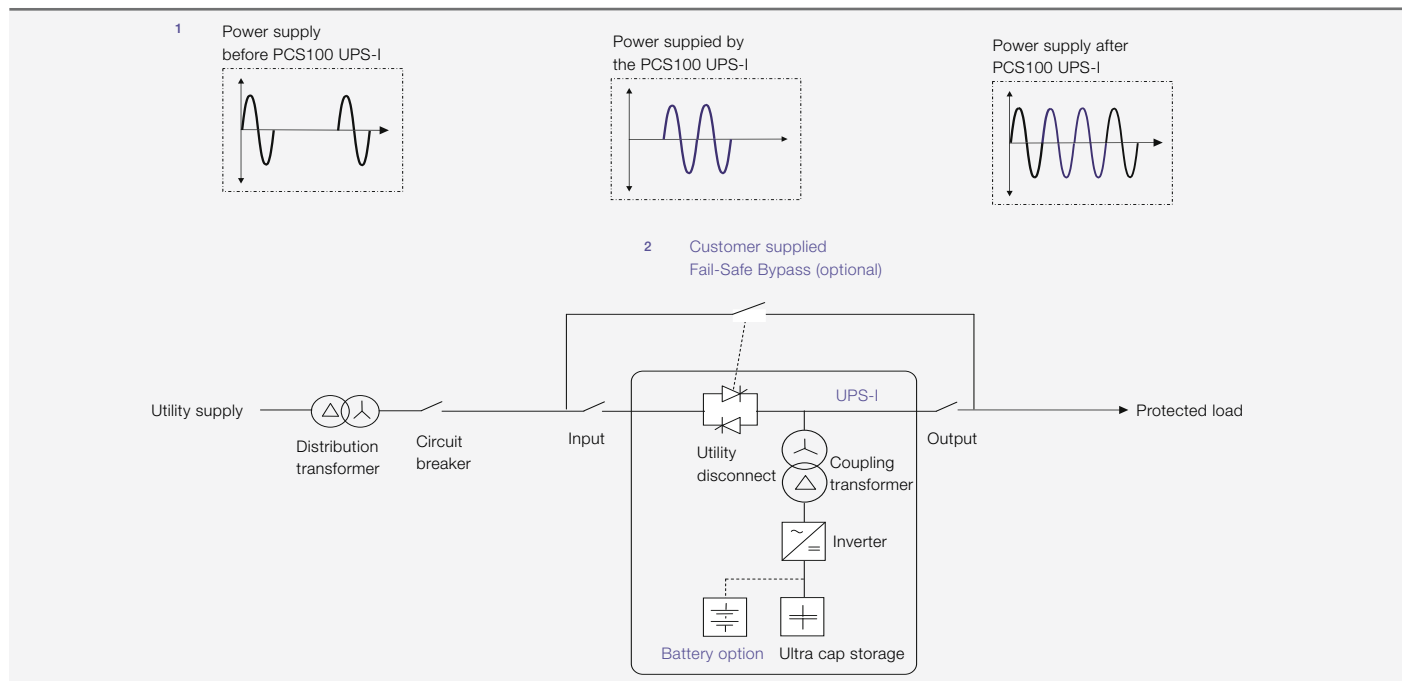 1
Power supply
before PCS100 UPS-I
Power suppied by
the PCS100 UPS-I
Power supply after
PCS100 UPS-I
2
Customer supplied
Fail-Safe Bypass (optional)
Utility supply
Distribution
transformer
Circuit
breaker
Input
Utility
disconnect
UPS-I
Coupling
transformer
Output
Protected load
Inverter
Battery option
Ultra cap storage